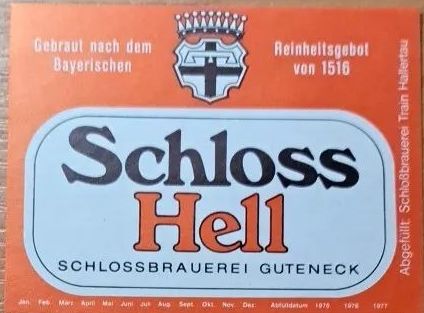 Gebraut nach dem
Bayerischen
Reinheitsgebot
von 1516
Schloss
Hell
SCHLOSSBRAUEREI GUTENECK
Abgefüllt: Schloßbrauerei Train Hallertau
Jan. Feb. März April Mai Juni Juli Aug. Sept. Okt. Nov. Dez. Abfülldatum 1975 1976 1977